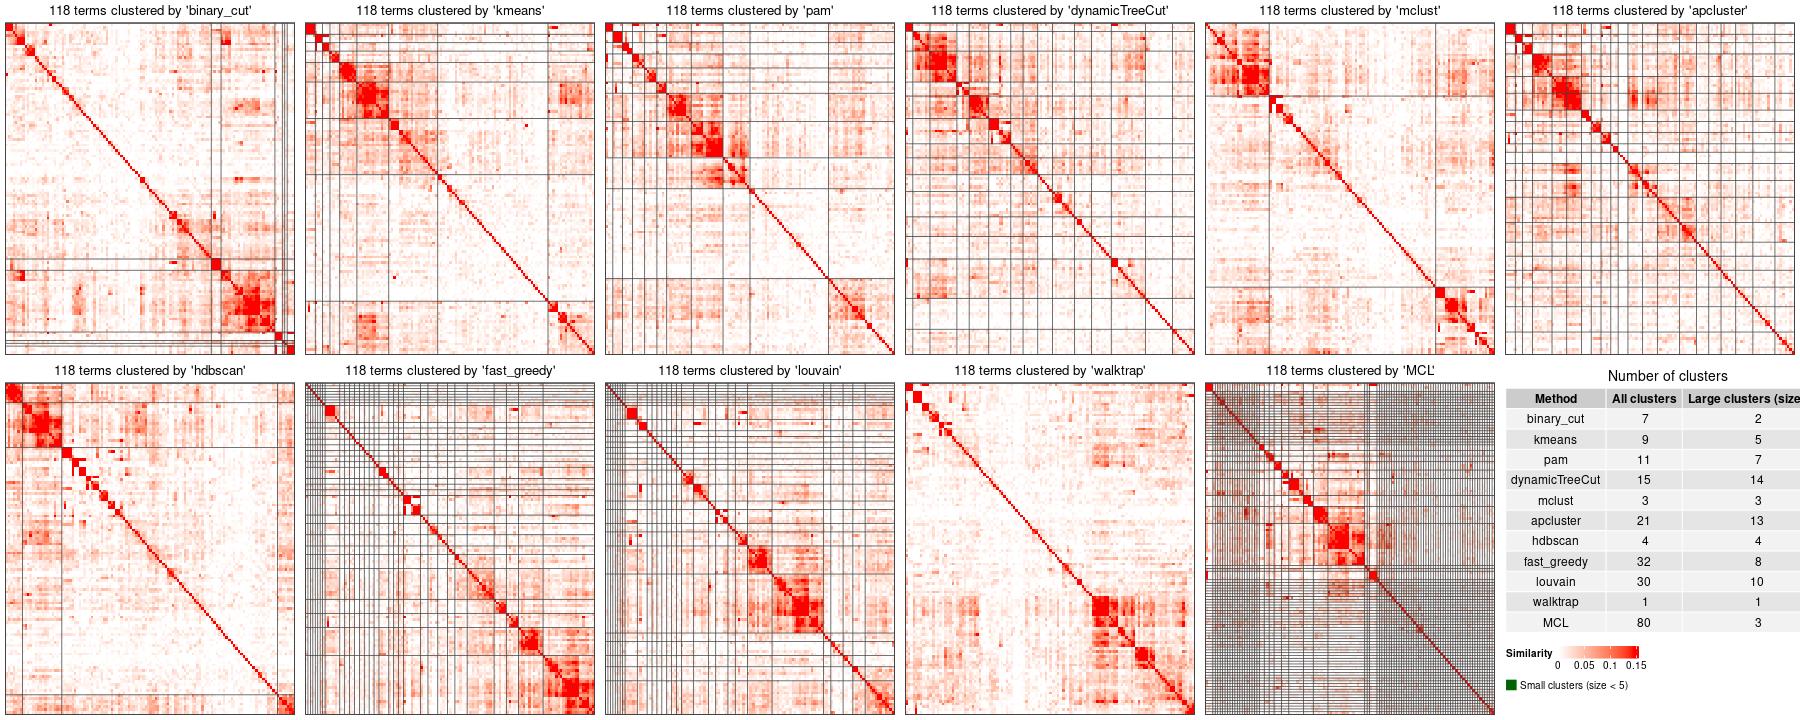 118 terms clustered by 'binary_cut'
118 terms clustered by 'kmeans'
118 terms clustered by 'pam'
118 terms clustered by 'dynamicTreeCut'
118 terms clustered by 'mclust'
118 terms clustered by 'apcluster'
118 terms clustered by 'hdbscan'
118 terms clustered by 'fast_greedy'
118 terms clustered by 'louvain'
118 terms clustered by 'walktrap'
118 terms clustered by 'MCL'
Number of clusters
Method All clusters Large clusters (size
binary_cut 7 2
kmeans 9 5
pam 11 7
dynamicTreeCut 15 14
mclust 3 3
apcluster 21 13
hdbscan 4 4
fast_greedy 32 8
louvain 30 10
walktrap 1 1
MCL 80 3
Similarity
0 0.05 0.1 0.15
Small clusters (size < 5)